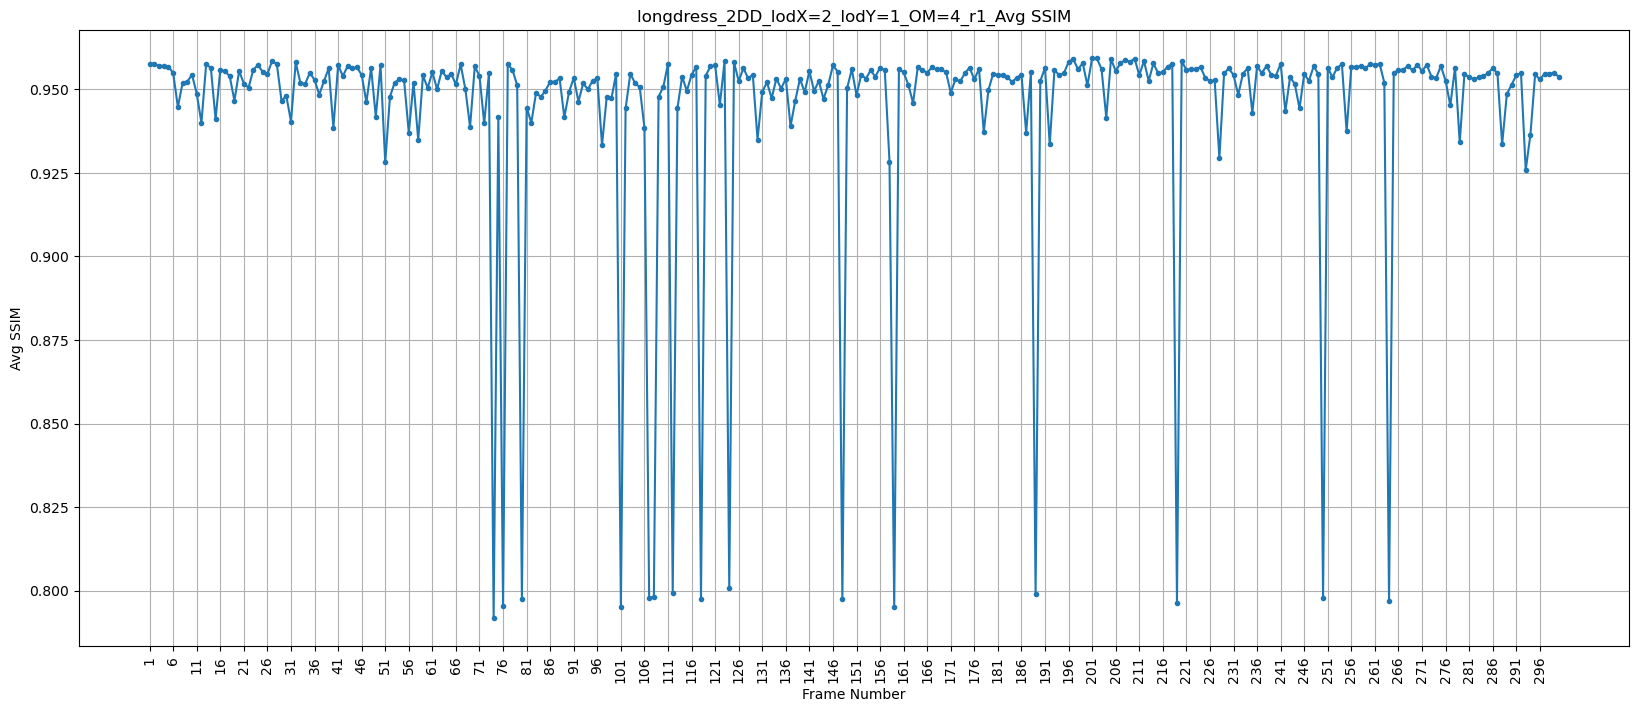 longdress_2DD_lodX=2_lodY=1_OM=4_r1_Avg SSIM
Avg SSIM
0.950
0.925
0.900
0.875
0.850
0.825
0.800
1 6 11 16 21 26 31 36 41 46 51 56 61 66 71 76 81 86 91 96 101 106 111 116 121 126 131 136 141 146 151 156 161 166 171 176 181 186 191 196 201 206 211 216 221 226 231 236 241 246 251 256 261 266 271 276 281 286 291 296
Frame Number